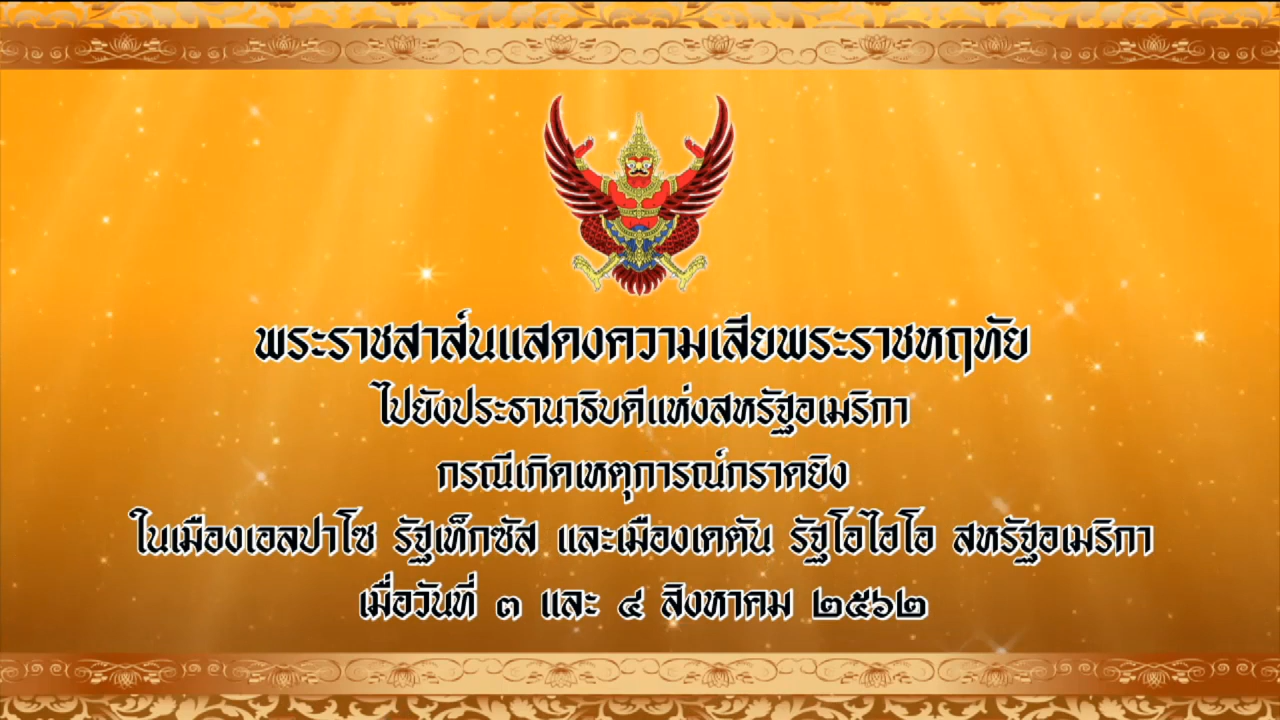 พระราชสาส์นแสดงความเสียพระราชหฤทัย
ไปยังประธานาธิบดีแห่งสหรัฐอเมริกา
กรณีเกิดเหตุการณ์กราดยิง
ในเมืองเอลปาโซ รัฐเท็กซัส และเมืองเดตัน รัฐโอไฮโอ สหรัฐอเมริกา
เมื่อวันที่ ๓ และ ๔ สิงหาคม ๒๕๖๒